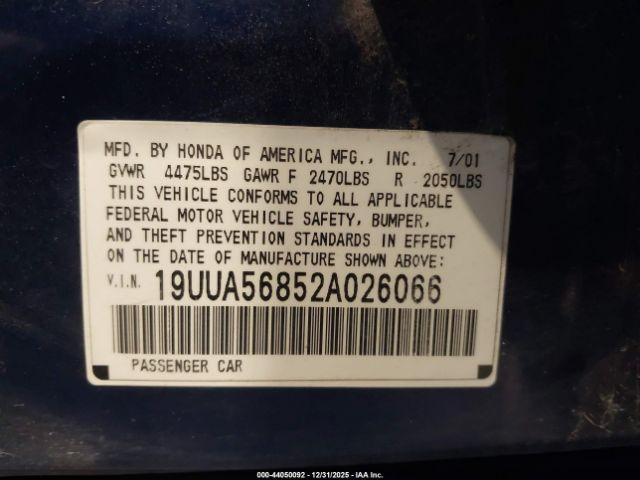 MFD. BY HONDA OF AMERICA MFG., INC. 7/01
GVWR 4475LBS GAWR F 2470LBS R 2050LBS
THIS VEHICLE CONFORMS TO ALL APPLICABLE
FEDERAL MOTOR VEHICLE SAFETY, BUMPER,
AND THEFT PREVENTION STANDARDS IN EFFECT
ON THE DATE OF MANUFACTURE SHOWN ABOVE:
V.I.N. 19UUA56852A026066
PASSENGER CAR
000-44050092 - 12/31/2025 - IAA Inc.